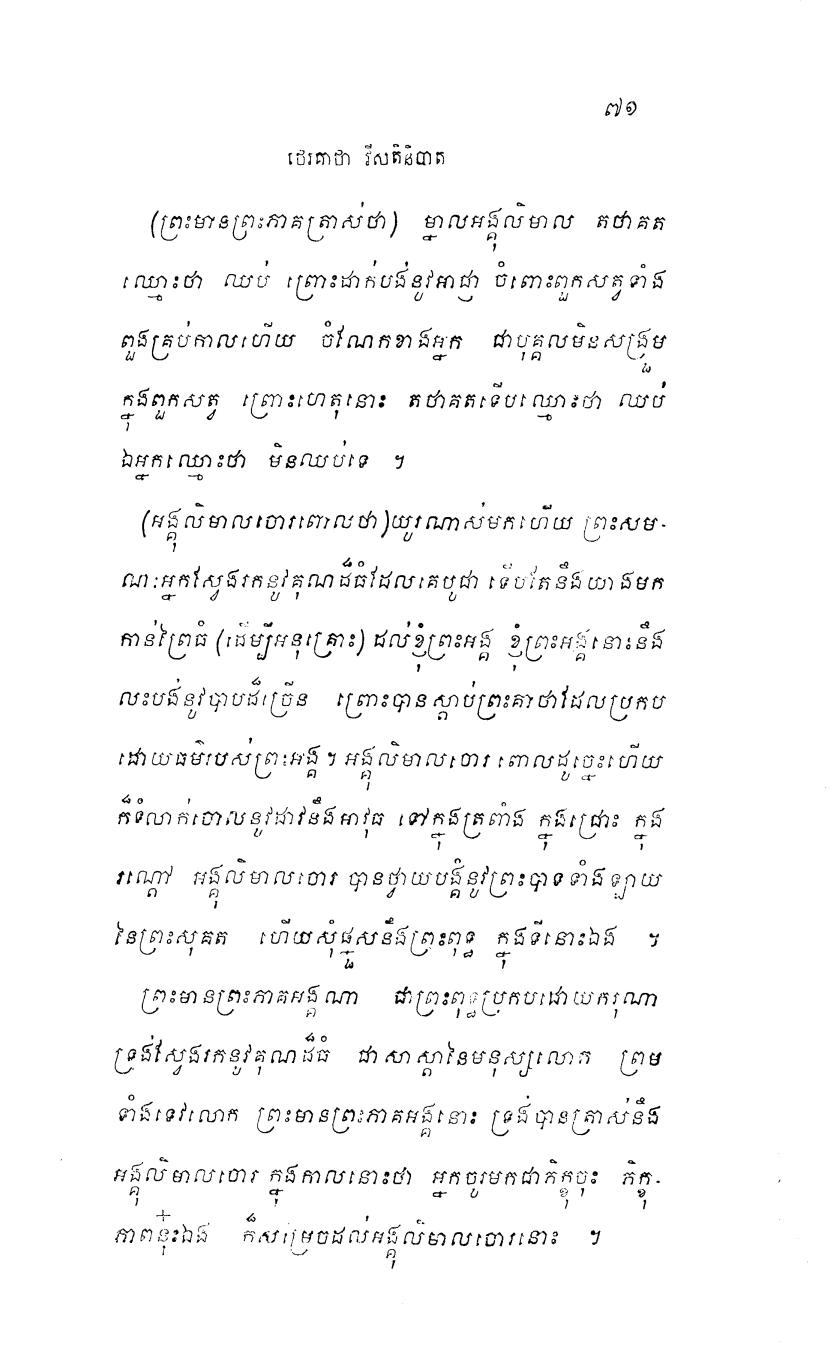 ៧១
ថេរគាថា វីសតិនិបាត
(ព្រះមានព្រះភាគត្រាស់ថា) ម្នាលអង្គុលិមាល តថាគត
ឈ្មោះថា ឈប់ ព្រោះដាក់បង់នូវអាជ្ញា ចំពោះពួកសត្វទាំង
ពួងគ្រប់កាលហើយ ចំណែកខាងអ្នក ជាបុគ្គលមិនសង្រួម
ក្នុងពួកសត្វ ព្រោះហេតុនោះ តថាគតទើបឈ្មោះថា ឈប់
ឯអ្នកឈ្មោះថា មិនឈប់ទេ ។
(អង្គុលិមាលចោរពោលថា)យូរណាស់មកហើយ ព្រះសម-
ណៈអ្នកស្វែងរកនូវគុណដ៏ធំដែលគេបូជា ទើបតែនឹងយាងមក
កាន់ព្រៃធំ (ដើម្បីអនុគ្រោះ) ដល់ខ្ញុំព្រះអង្គ ខ្ញុំព្រះអង្គនោះនឹង
លះបង់នូវបាបដ៏ច្រើន ព្រោះបានស្តាប់ព្រះគាថាដែលប្រកប
ដោយធម៌របស់ព្រះអង្គ។ អង្គុលិមាលចោរ ពោលដូច្នេះហើយ
ក៏ទំលាក់ចោលនូវដាវនឹងអាវុធ ទៅក្នុងត្រពាំង ក្នុងជ្រោះ ក្នុង
រណ្តៅ អង្គុលិមាលចោរ បានថ្វាយបង្គំនូវព្រះបាទទាំងឡាយ
នៃព្រះសុគត ហើយសុំផ្នួសនឹងព្រះពុទ្ធ ក្នុងទីនោះឯង ។
ព្រះមានព្រះភាគអង្គណា ជាព្រះពុទ្ធប្រកបដោយករុណា
ទ្រង់ស្វែងរកនូវគុណដ៏ធំ ជាសាស្តានៃមនុស្សលោក ព្រម
ទាំងទេវលោក ព្រះមានព្រះភាគអង្គនោះ ទ្រង់បានត្រាស់នឹង
អង្គុលិមាលចោរ ក្នុងកាលនោះថា អ្នកចូរមកជាភិក្ខុចុះ ភិក្ខុ-
ភាពនុ៎ះឯង ក៏សម្រេចដល់អង្គុលិមាលចោរនោះ ។